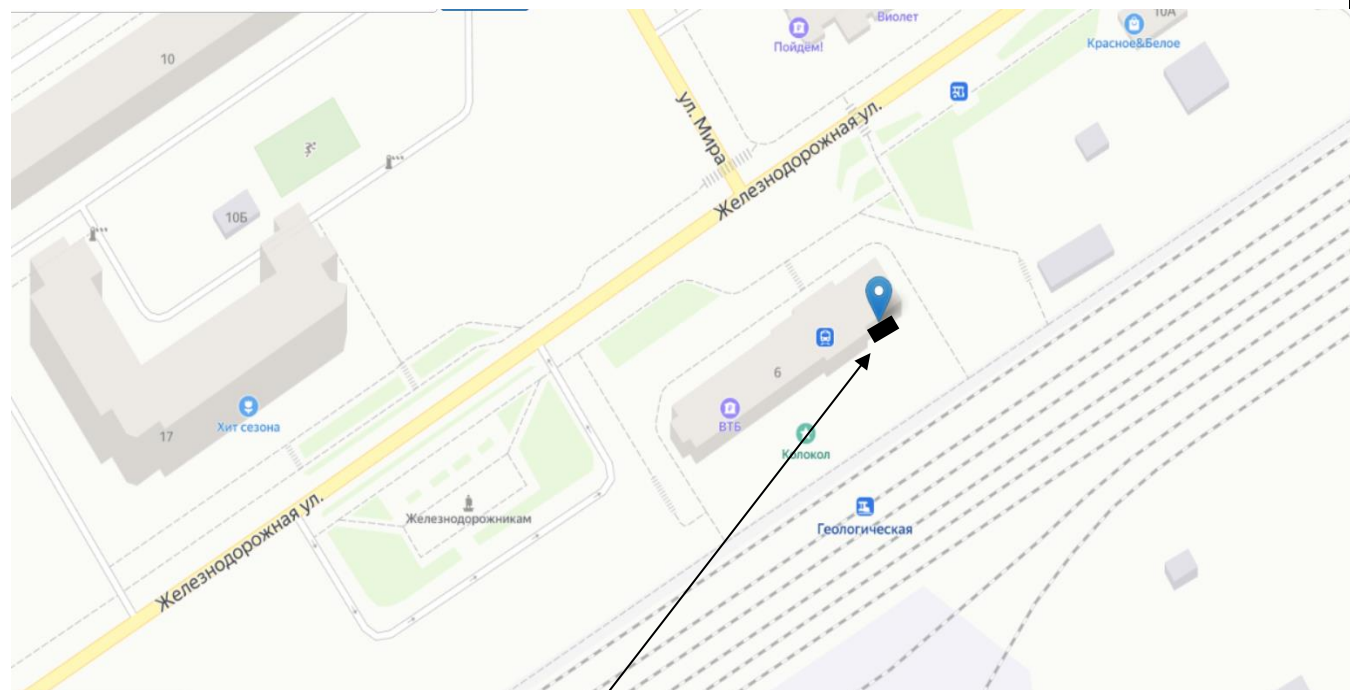 Виолет
10А
Пойдём!
Красное&Белое
10
ул. Мира
Железнодорожная ул.
10Б
6
ВТБ
Хит сезона
17
Колокол
Железнодорожная ул.
Железнодорожникам
Геологическая